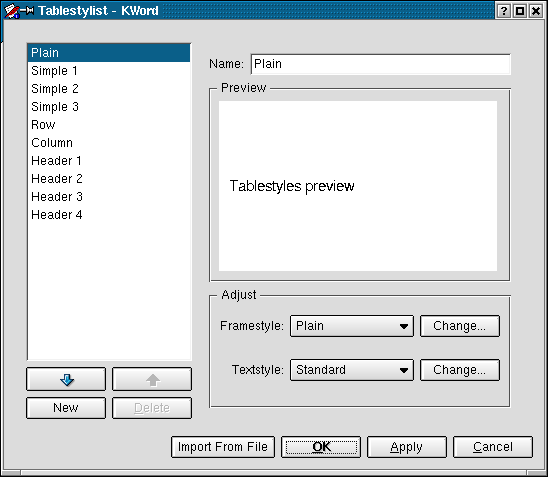 Tablestylist - KWord
Plain
Simple 1
Simple 2
Simple 3
Row
Column
Header 1
Header 2
Header 3
Header 4
New
Delete
Name: Plain
Preview
Tablestyles preview
Adjust
Framestyle: Plain Change...
Textstyle: Standard Change...
Import From File OK Apply Cancel